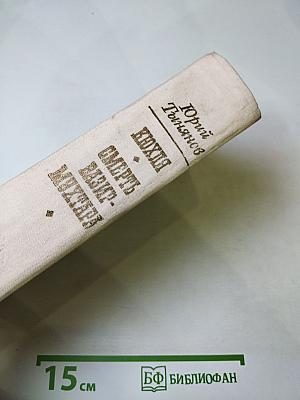 Юрий
Тынянов
КЮХЛЯ
СМЕРТЬ
ВАЗИР-
МУХТАРА
15 см
БФ БИБЛИОФАН